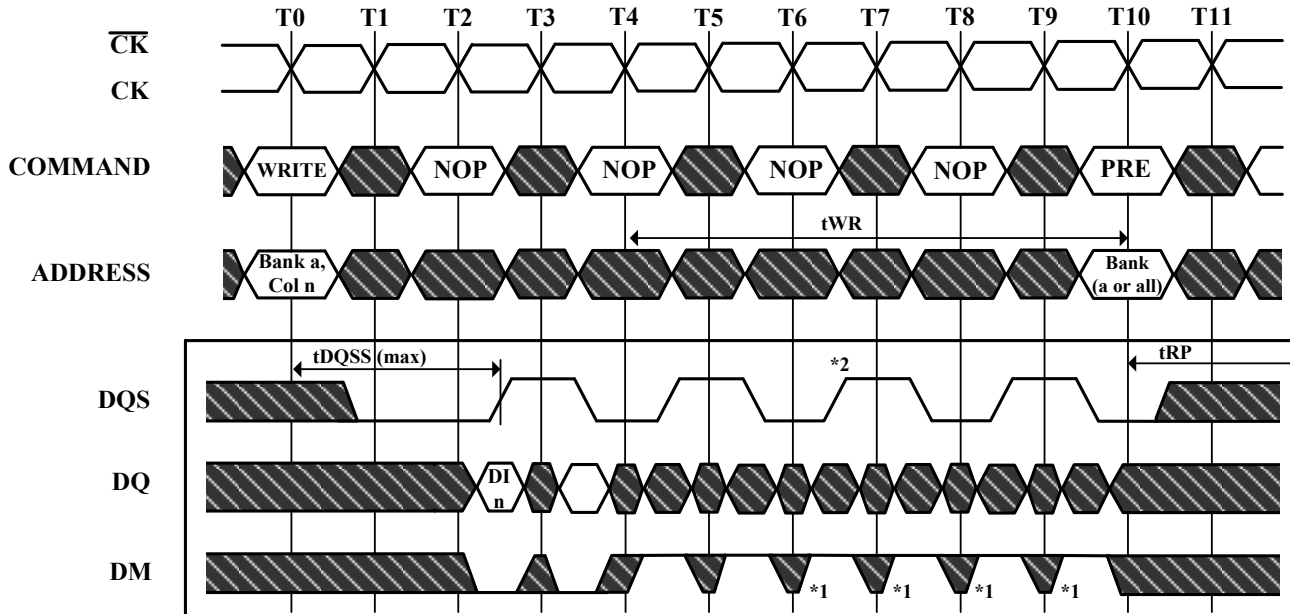 T0 T1 T2 T3 T4 T5 T6 T7 T8 T9 T10 T11
CK
CK
COMMAND WRITE NOP NOP NOP NOP PRE
tWR
ADDRESS Bank a, Col n Bank (a or all)
tDQSS (max) *2 tRP
DQS
DQ DI n
DM *1 *1 *1 *1